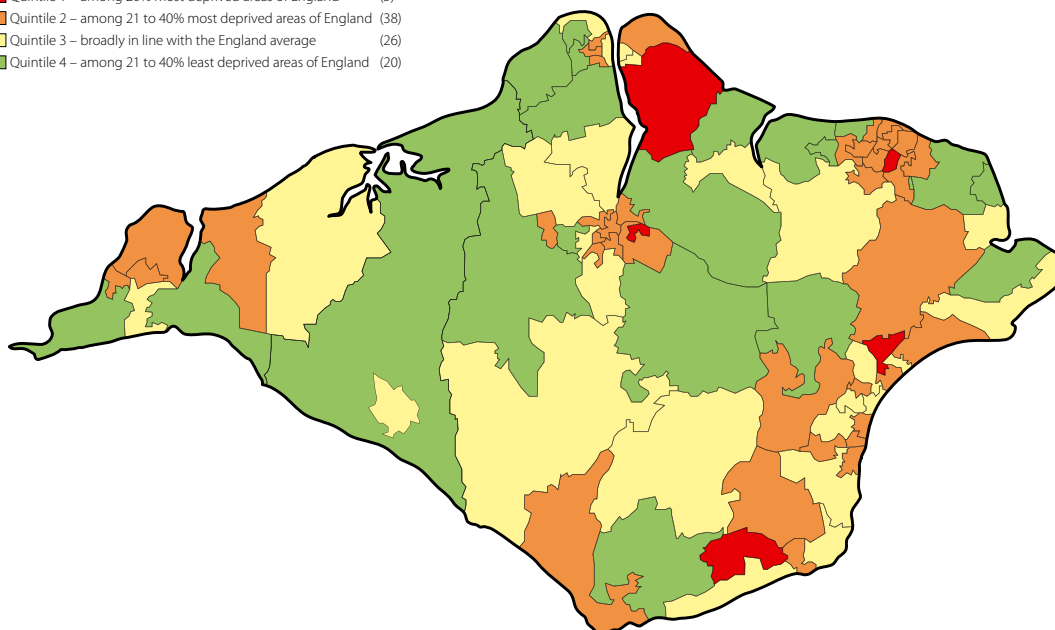 Quintile 2 – among 21 to 40% most deprived areas of England (38)
Quintile 3 – broadly in line with the England average (26)
Quintile 4 – among 21 to 40% least deprived areas of England (20)